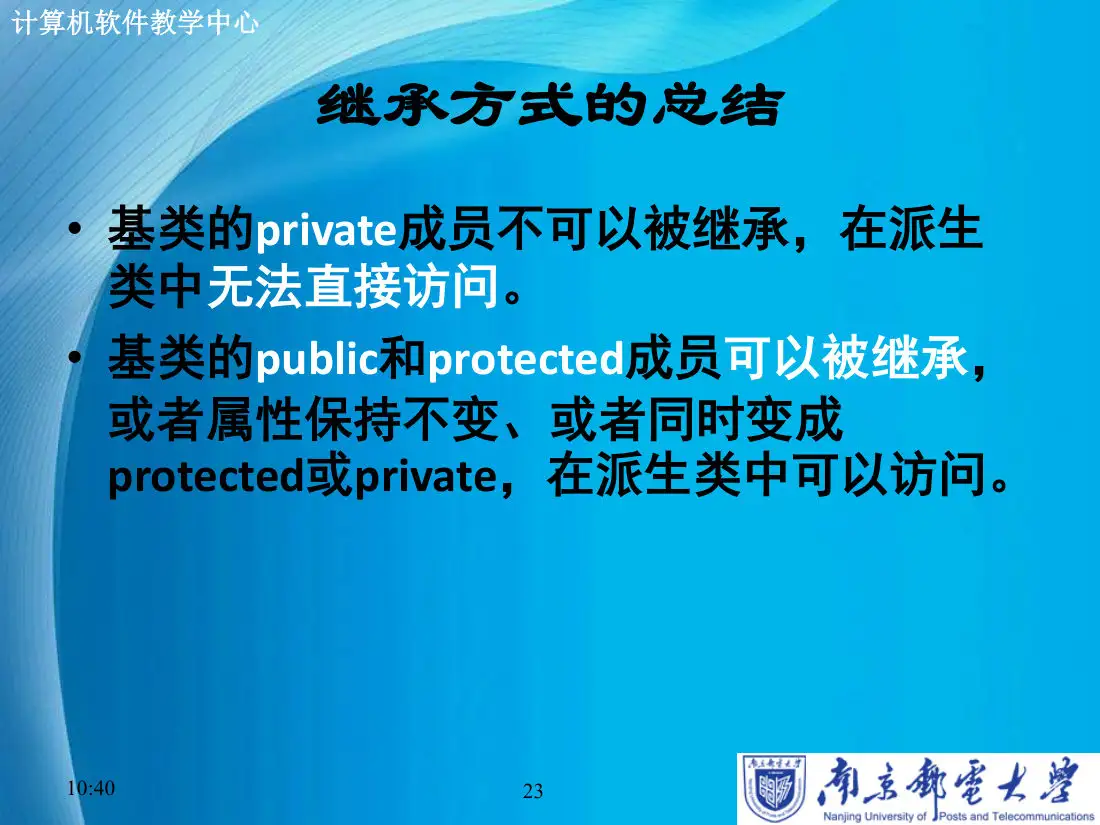 计算机软件教学中心
继承方式的总结
• 基类的private成员不可以被继承，在派生
类中无法直接访问。
• 基类的public和protected成员可以被继承，
或者属性保持不变、或者同时变成
protected或private，在派生类中可以访问。
10:40
23
南京邮电大学
南京郵電大學
Nanjing University of Posts and Telecommunications